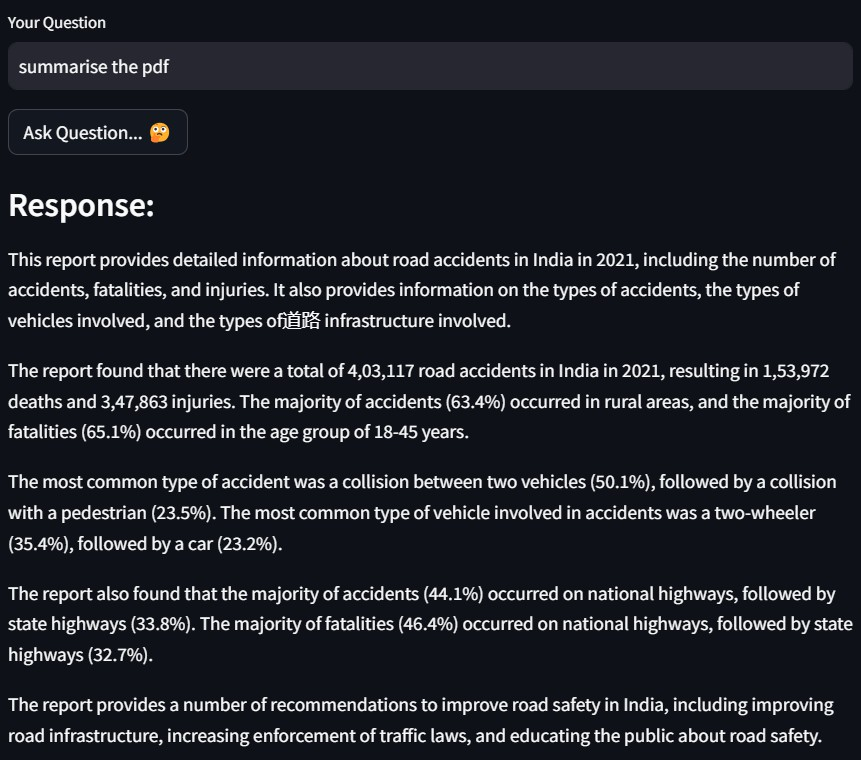 Your Question
summarise the pdf
Ask Question... 🤔
Response:
This report provides detailed information about road accidents in India in 2021, including the number of
accidents, fatalities, and injuries. It also provides information on the types of accidents, the types of
vehicles involved, and the types of道路 infrastructure involved.
The report found that there were a total of 4,03,117 road accidents in India in 2021, resulting in 1,53,972
deaths and 3,47,863 injuries. The majority of accidents (63.4%) occurred in rural areas, and the majority of
fatalities (65.1%) occurred in the age group of 18-45 years.
The most common type of accident was a collision between two vehicles (50.1%), followed by a collision
with a pedestrian (23.5%). The most common type of vehicle involved in accidents was a two-wheeler
(35.4%), followed by a car (23.2%).
The report also found that the majority of accidents (44.1%) occurred on national highways, followed by
state highways (33.8%). The majority of fatalities (46.4%) occurred on national highways, followed by state
highways (32.7%).
The report provides a number of recommendations to improve road safety in India, including improving
road infrastructure, increasing enforcement of traffic laws, and educating the public about road safety.